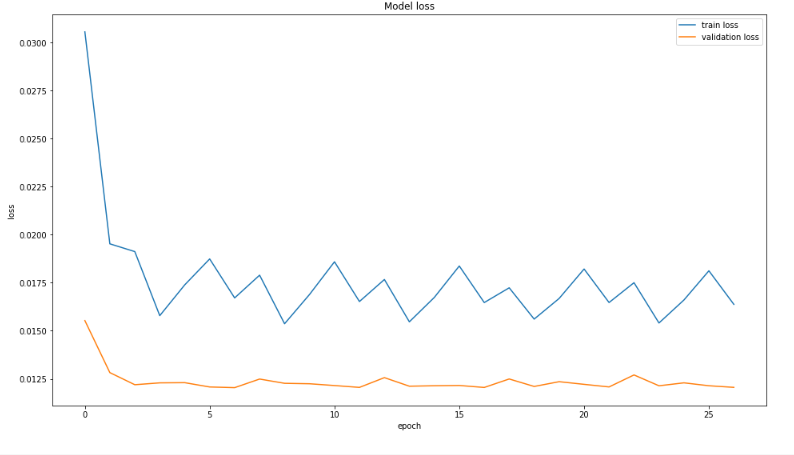 Model loss
train loss
validation loss
0.0300
0.0275
0.0250
0.0225
0.0200
0.0175
0.0150
0.0125
loss
0 5 10 15 20 25
epoch